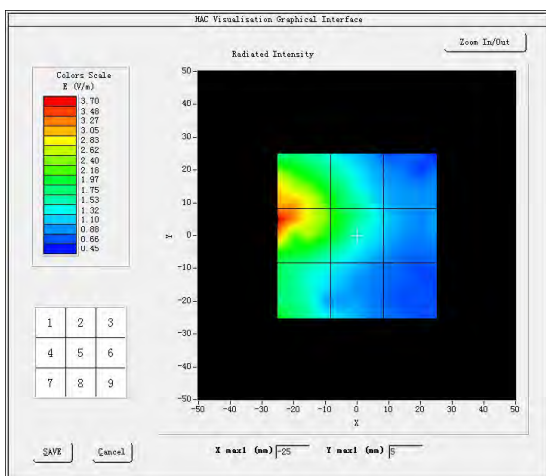 HAC Visualisation Graphical Interface
Zoom In/Out
Radiated Intensity
Colors Scale
E (V/m)
3.70
3.48
3.27
3.05
2.83
2.62
2.40
2.18
1.97
1.75
1.53
1.32
1.10
0.88
0.66
0.45
50
40
30
20
10
0
-10
-20
-30
-40
-50
Y
-50 -40 -30 -20 -10 0 10 20 30 40 50
X
1 2 3
4 5 6
7 8 9
SAVE
Cancel
X max1 (mm) -25 Y max1 (mm) 5